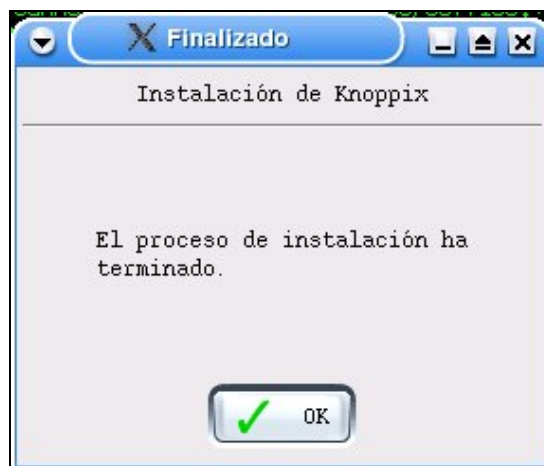 Finalizado
Instalación de Knoppix
El proceso de instalación ha
terminado.
OK